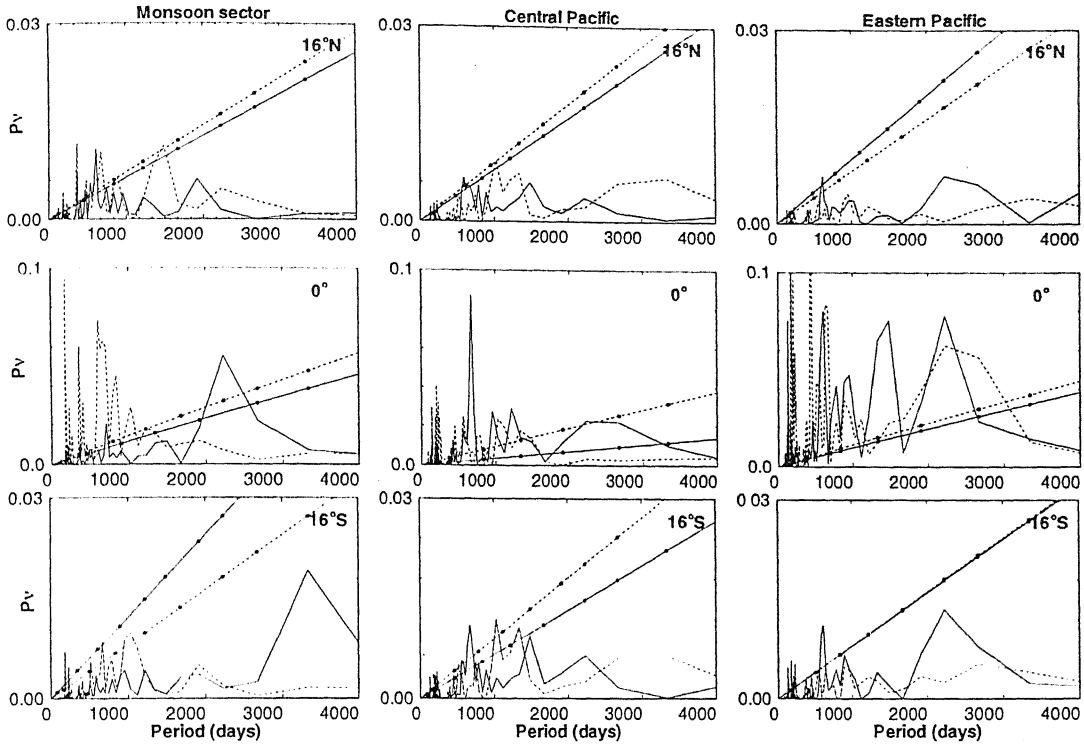 Monsoon sector Central Pacific Eastern Pacific
0.03 0.03 0.03
16°N 16°N 16°N
Pν
0.00 0.00 0.00
1000 2000 3000 4000 1000 2000 3000 4000 1000 2000 3000 4000
0.1 0.1 0.1
0° 0° 0°
Pν
0.0 0.0 0.0
0 1000 2000 3000 4000 0 1000 2000 3000 4000 0 1000 2000 3000 4000
0.03 0.03 0 03
16°S 16°S 16°S
Pν
0.00 0.00 0.00
0 1000 2000 3000 4000 0 1000 2000 3000 4000 0 1000 2000 3000 4000
Period (days) Period (days) Period (days)